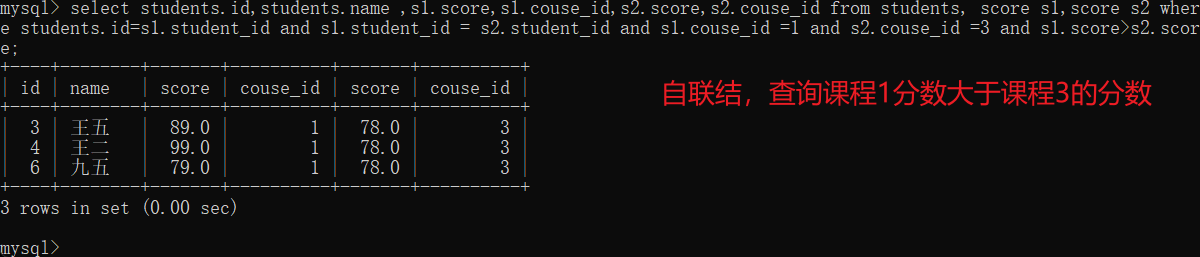 mysql> select students.id,students.name ,s1.score,s1.couse_id,s2.score,s2.couse_id from students, score s1,score s2 wher
e students.id=s1.student_id and s1.student_id = s2.student_id and s1.couse_id =1 and s2.couse_id =3 and s1.score>s2.scor
e;
+----+--------+-------+----------+-------+----------+
| id | name   | score | couse_id | score | couse_id |
+----+--------+-------+----------+-------+----------+
|  3 | 王五   |  89.0 |        1 |  78.0 |        3 |
|  4 | 王二   |  99.0 |        1 |  78.0 |        3 |
|  6 | 九五   |  79.0 |        1 |  78.0 |        3 |
+----+--------+-------+----------+-------+----------+
3 rows in set (0.00 sec)
mysql>
自联结，查询课程1分数大于课程3的分数